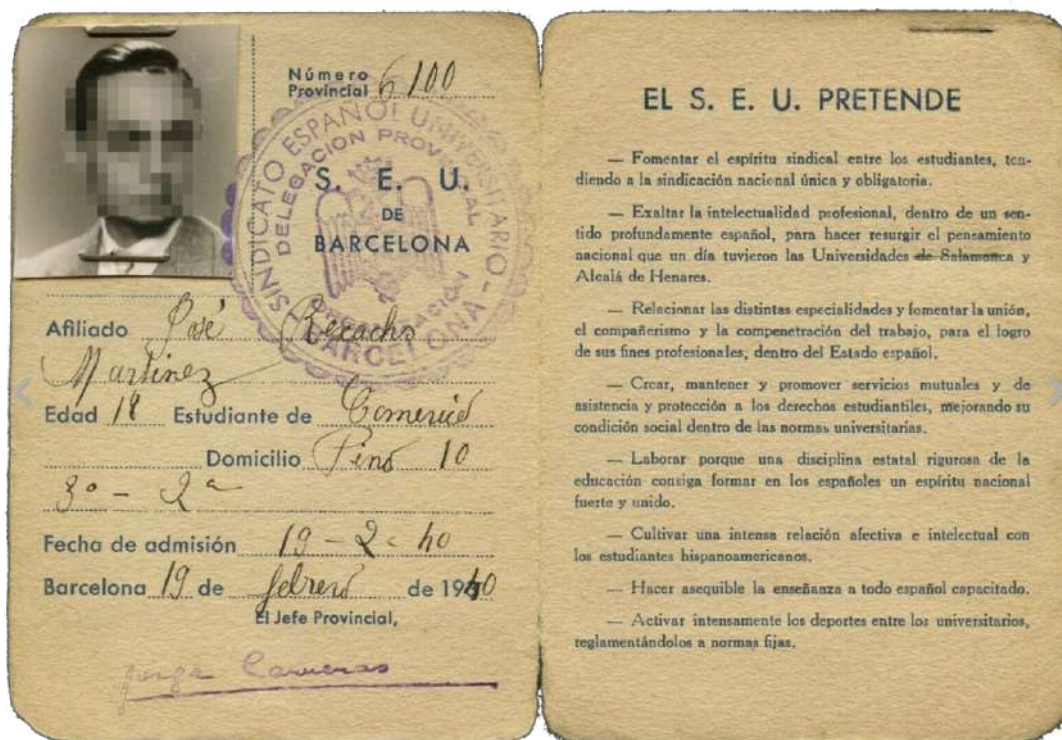 Número
Provincial 6100
SINDICATO ESPAÑOL UNIVERSITARIO - BARCELONA
DELEGACION PROVINCIAL
S. E. U.
DE
BARCELONA
Afiliado José
Martinez
Edad 18 Estudiante de Comercio
Domicilio Pino 10
3º - 2ª
Fecha de admisión 19-2-40
Barcelona 19 de febrero de 1940
El Jefe Provincial,
Jorge Carreras
EL S. E. U. PRETENDE
— Fomentar el espíritu sindical entre los estudiantes, ten-
diendo a la sindicación nacional única y obligatoria.
— Exaltar la intelectualidad profesional, dentro de un sen-
tido profundamente español, para hacer resurgir el pensamiento
nacional que un día tuvieron las Universidades de Salamanca y
Alcalá de Henares.
— Relacionar las distintas especialidades y fomentar la unión,
el compañerismo y la compenetración del trabajo, para el logro
de sus fines profesionales, dentro del Estado español.
— Crear, mantener y promover servicios mutuales y de
asistencia y protección a los derechos estudiantiles, mejorando su
condición social dentro de las normas universitarias.
— Laborar porque una disciplina estatal rigurosa de la
educación consiga formar en los españoles un espíritu nacional
fuerte y unido.
— Cultivar una intensa relación afectiva e intelectual con
los estudiantes hispanoamericanos.
— Hacer asequible la enseñanza a todo español capacitado.
— Activar intensamente los deportes entre los universitarios,
reglamentándolos a normas fijas.